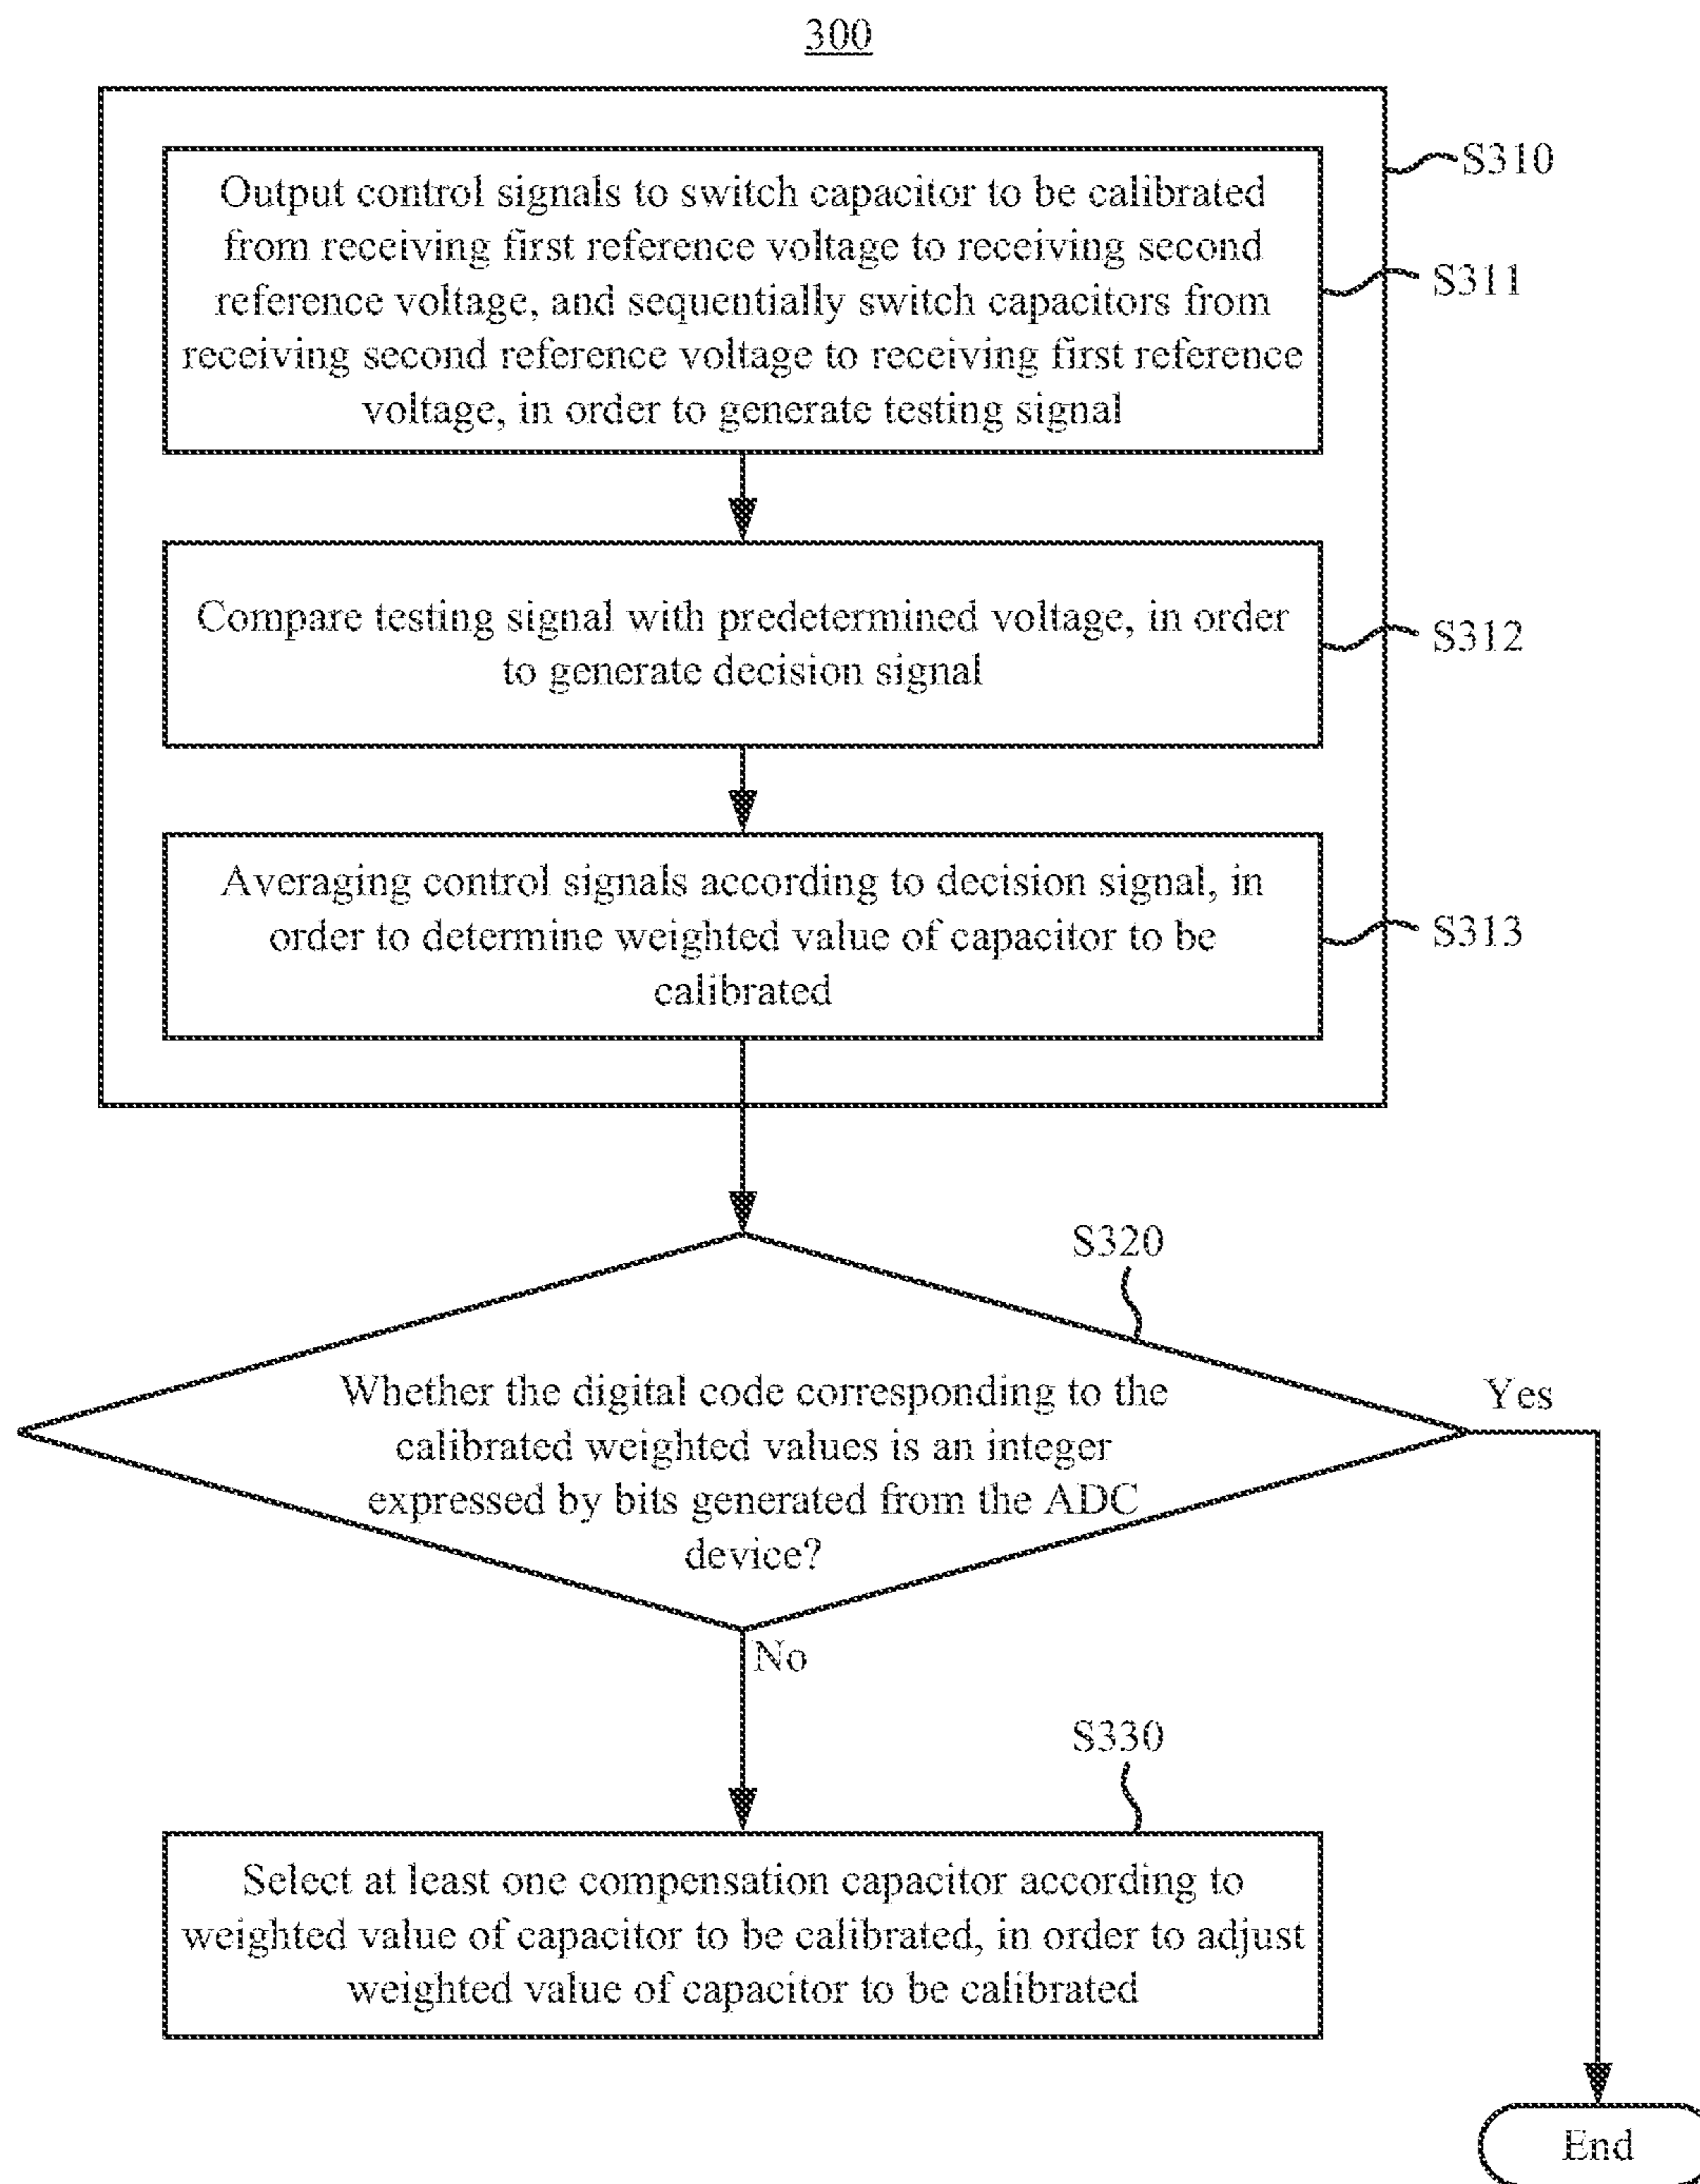 300
S310
Output control signals to switch capacitor to be calibrated
from receiving first reference voltage to receiving second
reference voltage, and sequentially switch capacitors from
receiving second reference voltage to receiving first reference
voltage, in order to generate testing signal
S311
Compare testing signal with predetermined voltage, in order
to generate decision signal
S312
Averaging control signals according to decision signal, in
order to determine weighted value of capacitor to be
calibrated
S313
S320
Whether the digital code corresponding to the
calibrated weighted values is an integer
expressed by bits generated from the ADC
device?
Yes
No
S330
Select at least one compensation capacitor according to
weighted value of capacitor to be calibrated, in order to adjust
weighted value of capacitor to be calibrated
End